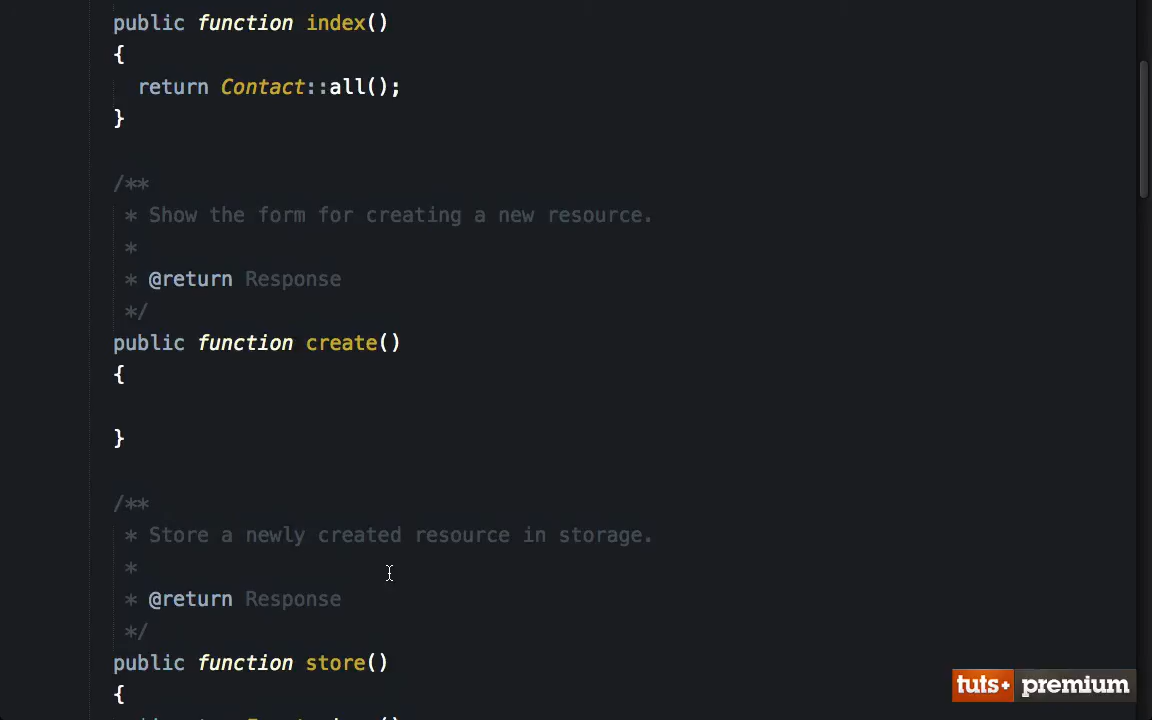 public function index()
{
return Contact::all();
}
/**
* Show the form for creating a new resource.
*
* @return Response
*/
public function create()
{
}
/**
* Store a newly created resource in storage.
*
* @return Response
*/
public function store()
{
tuts+ premium